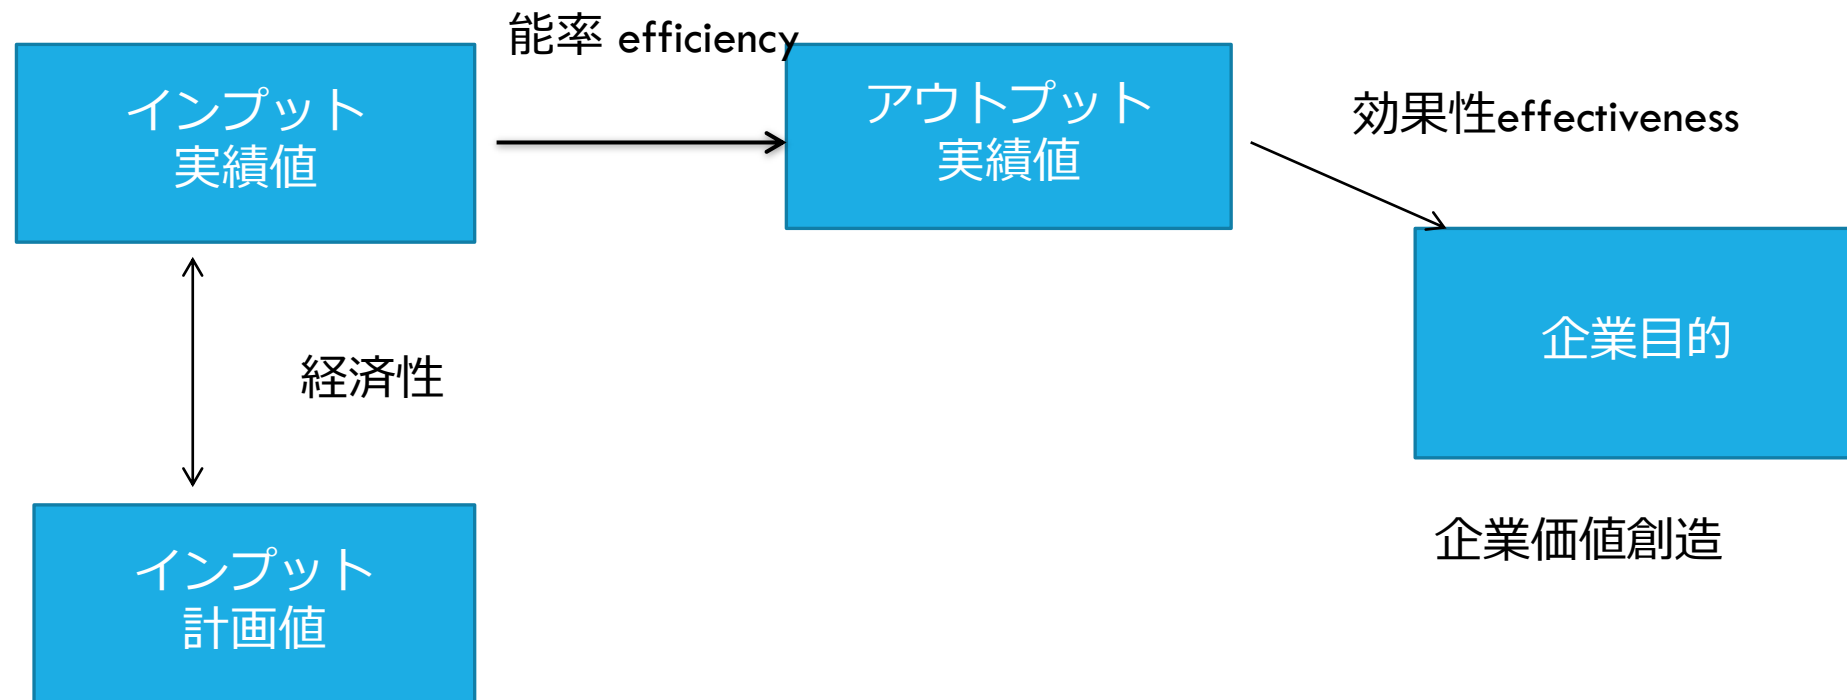 能率 efficiency
インプット
実績値
アウトプット
実績値
効果性effectiveness
企業目的
経済性
企業価値創造
インプット
計画値